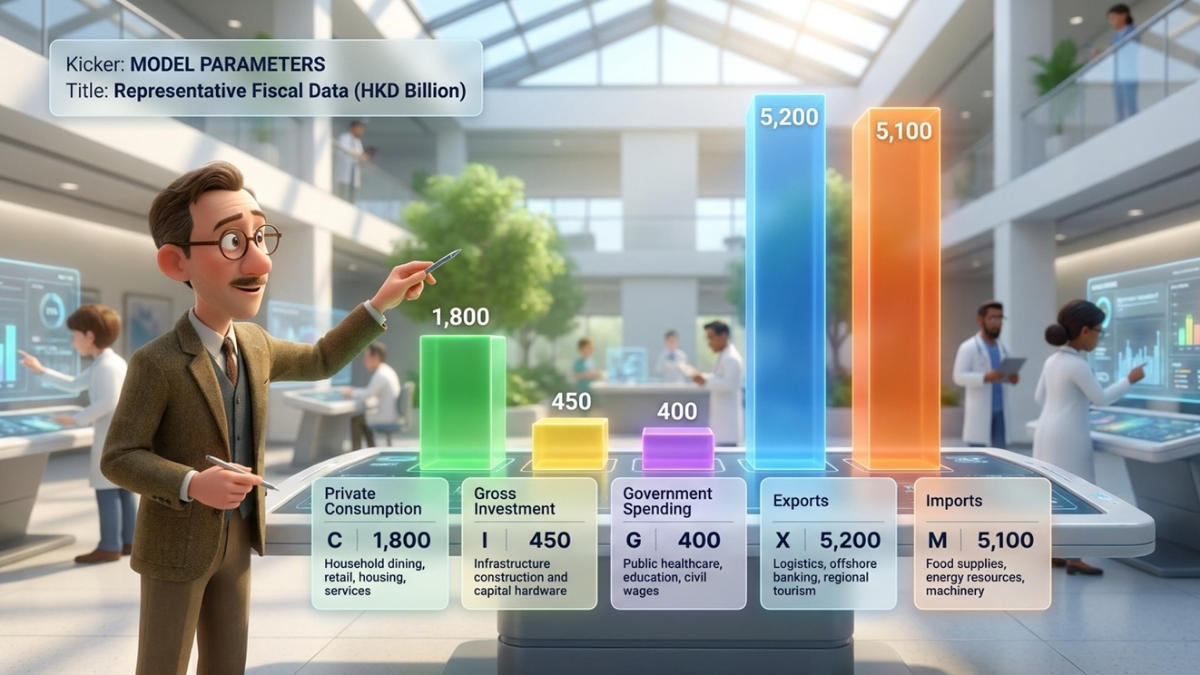 Kicker: MODEL PARAMETERS
Title: Representative Fiscal Data (HKD Billion)
5,200
5,100
1,800
450
400
Private
Consumption
C | 1,800
Household dining,
retail, housing,
services
Gross
Investment
I | 450
Infrastructure
construction and
capital hardware
Government
Spending
G | 400
Public healthcare,
education, civil
wages
Exports
X | 5,200
Logistics, offshore
banking, regional
tourism
Imports
M | 5,100
Food supplies,
energy resources,
machinery